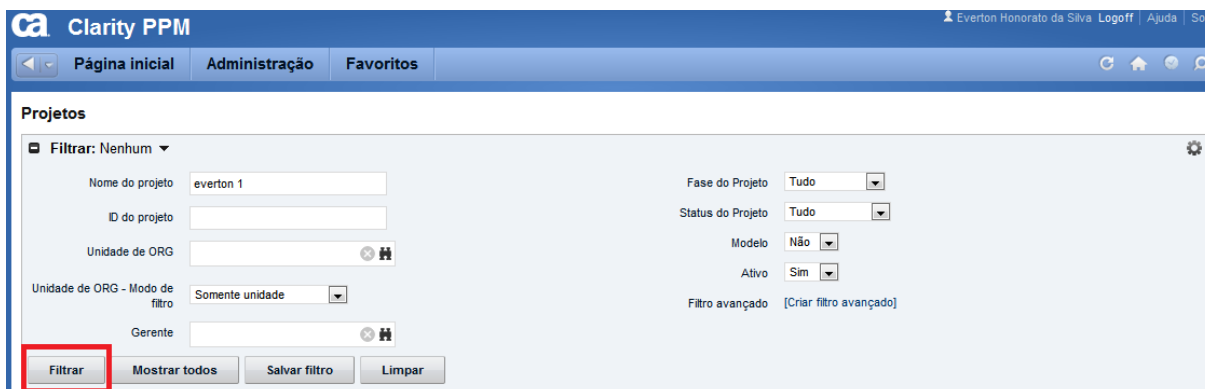 ca Clarity PPM
Everton Honorato da Silva Logoff | Ajuda | So
Página inicial Administração Favoritos
Projetos
Filtrar: Nenhum
Nome do projeto everton 1
Fase do Projeto Tudo
ID do projeto
Status do Projeto Tudo
Unidade de ORG
Modelo Não
Ativo Sim
Unidade de ORG - Modo de
filtro
Somente unidade
Filtro avançado [Criar filtro avançado]
Gerente
Filtrar Mostrar todos Salvar filtro Limpar